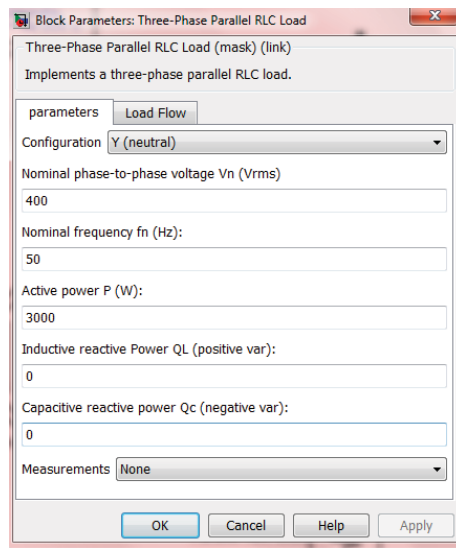 Block Parameters: Three-Phase Parallel RLC Load
Three-Phase Parallel RLC Load (mask) (link)
Implements a three-phase parallel RLC load.
parameters Load Flow
Configuration Y (neutral)
Nominal phase-to-phase voltage Vn (Vrms)
400
Nominal frequency fn (Hz):
50
Active power P (W):
3000
Inductive reactive Power QL (positive var):
0
Capacitive reactive power Qc (negative var):
0
Measurements None
OK Cancel Help Apply